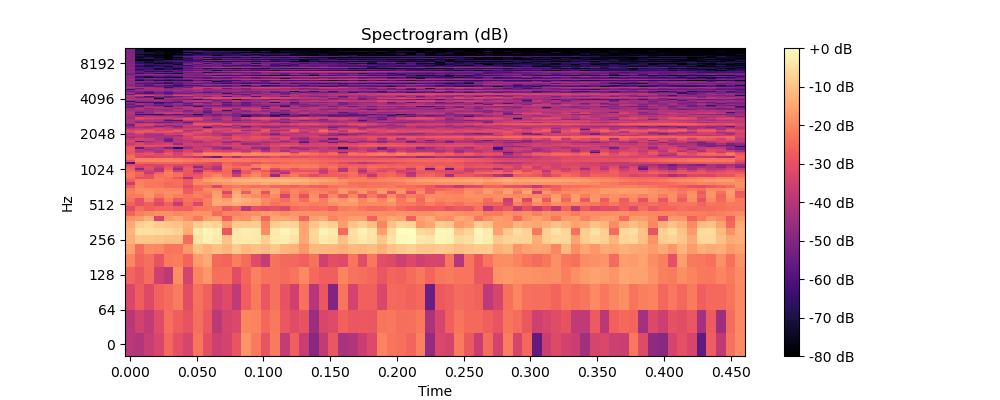 Spectrogram (dB)
Hz
8192
4096
2048
1024
512
256
128
64
0
0.000 0.050 0.100 0.150 0.200 0.250 0.300 0.350 0.400 0.450
Time
+0 dB
-10 dB
-20 dB
-30 dB
-40 dB
-50 dB
-60 dB
-70 dB
-80 dB